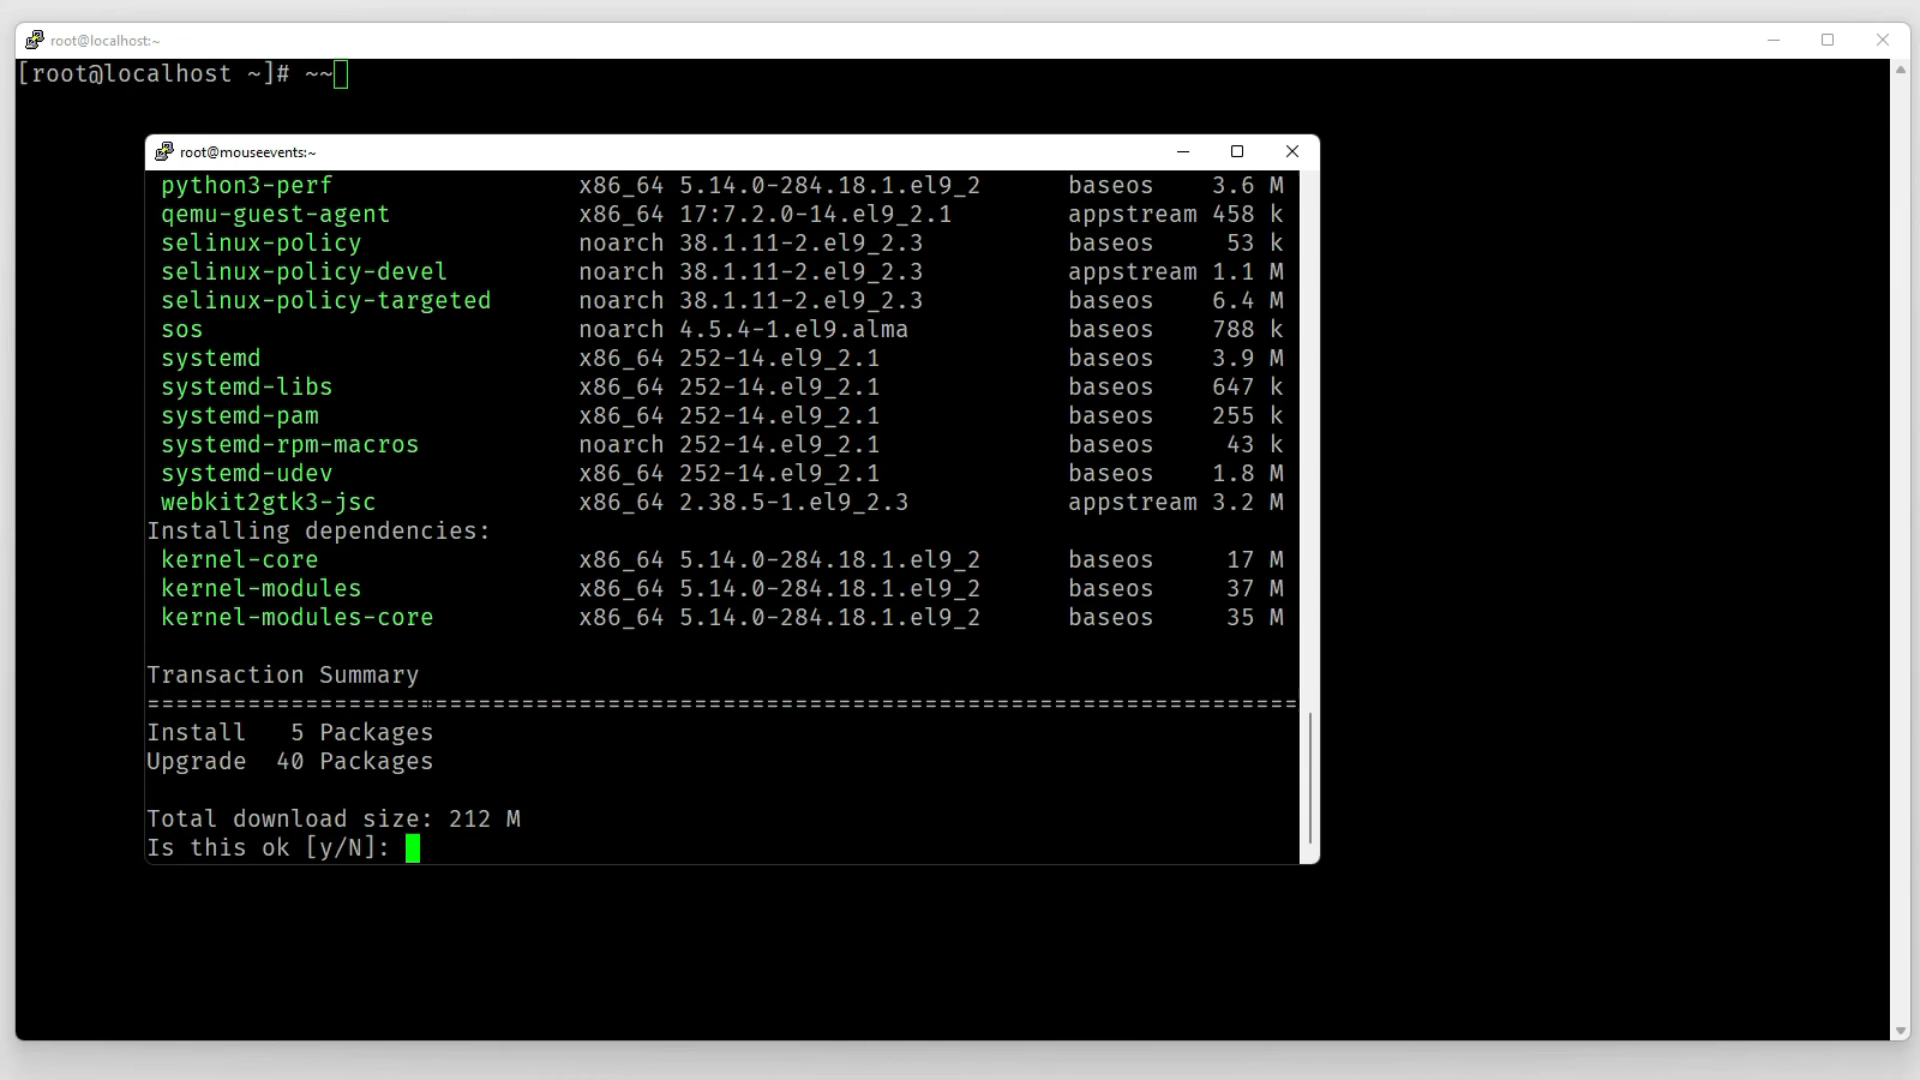 root@localhost:~
[root@localhost ~]# ~~
root@mouseevents:~
python3-perf x86_64 5.14.0-284.18.1.el9_2 baseos 3.6 M
qemu-guest-agent x86_64 17:7.2.0-14.el9_2.1 appstream 458 k
selinux-policy noarch 38.1.11-2.el9_2.3 baseos 53 k
selinux-policy-devel noarch 38.1.11-2.el9_2.3 appstream 1.1 M
selinux-policy-targeted noarch 38.1.11-2.el9_2.3 baseos 6.4 M
sos noarch 4.5.4-1.el9.alma baseos 788 k
systemd x86_64 252-14.el9_2.1 baseos 3.9 M
systemd-libs x86_64 252-14.el9_2.1 baseos 647 k
systemd-pam x86_64 252-14.el9_2.1 baseos 255 k
systemd-rpm-macros noarch 252-14.el9_2.1 baseos 43 k
systemd-udev x86_64 252-14.el9_2.1 baseos 1.8 M
webkit2gtk3-jsc x86_64 2.38.5-1.el9_2.3 appstream 3.2 M
Installing dependencies:
kernel-core x86_64 5.14.0-284.18.1.el9_2 baseos 17 M
kernel-modules x86_64 5.14.0-284.18.1.el9_2 baseos 37 M
kernel-modules-core x86_64 5.14.0-284.18.1.el9_2 baseos 35 M
Transaction Summary
================================================================================
Install 5 Packages
Upgrade 40 Packages
Total download size: 212 M
Is this ok [y/N]: